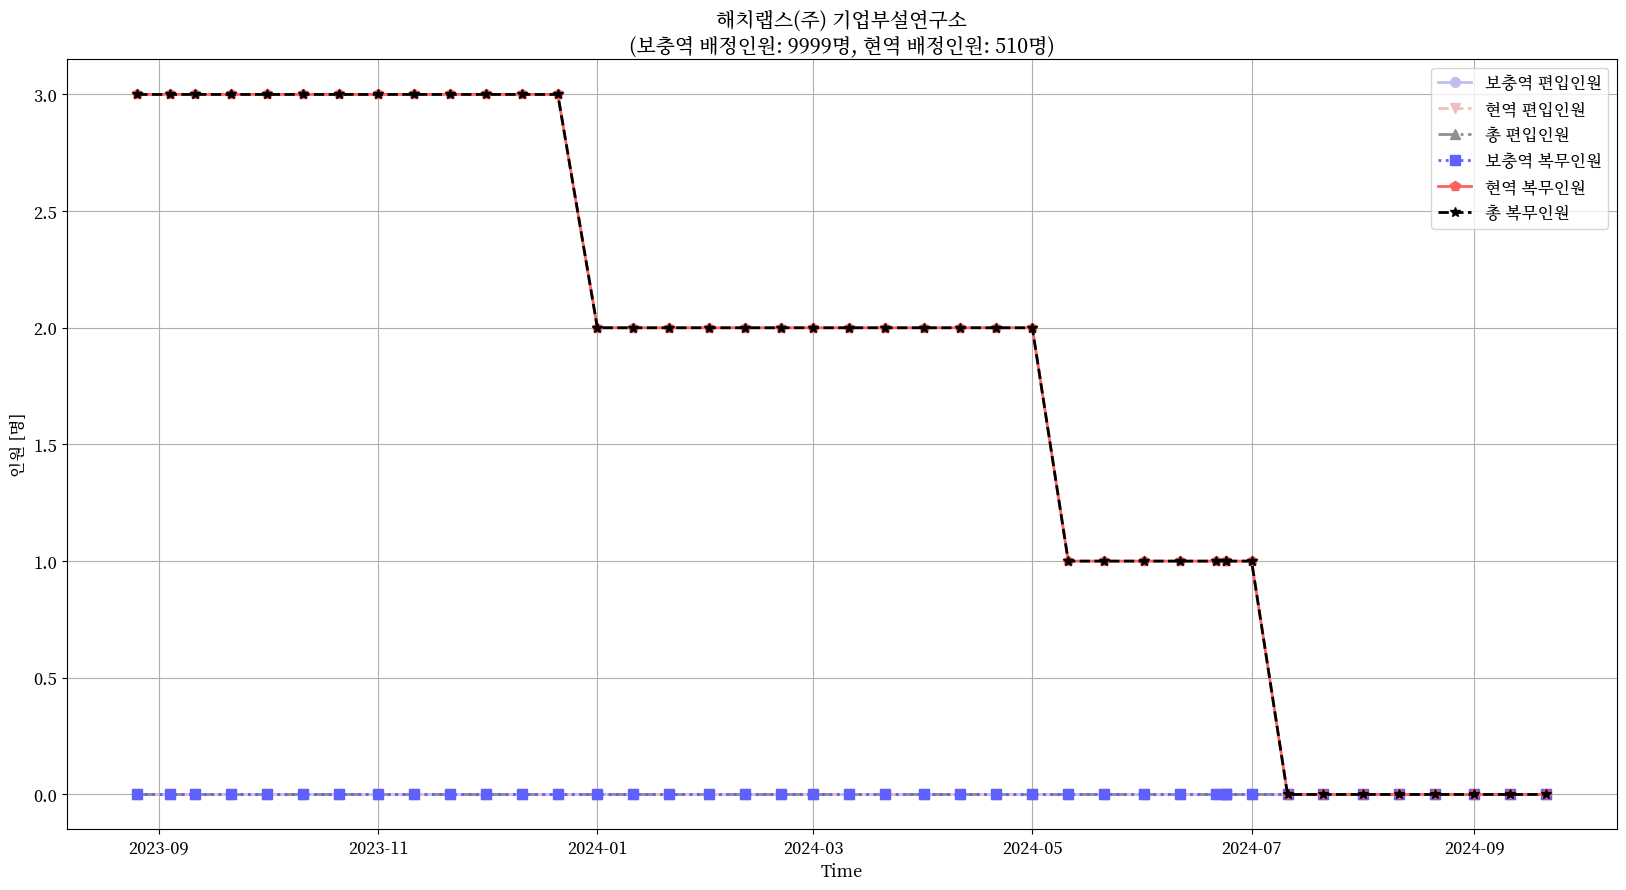 해치랩스(주) 기업부설연구소
(보충역 배정인원: 9999명, 현역 배정인원: 510명)
보충역 편입인원
현역 편입인원
총 편입인원
보충역 복무인원
현역 복무인원
총 복무인원
인원 [명]
3.0
2.5
2.0
1.5
1.0
0.5
0.0
2023-09
2023-11
2024-01
2024-03
2024-05
2024-07
2024-09
Time